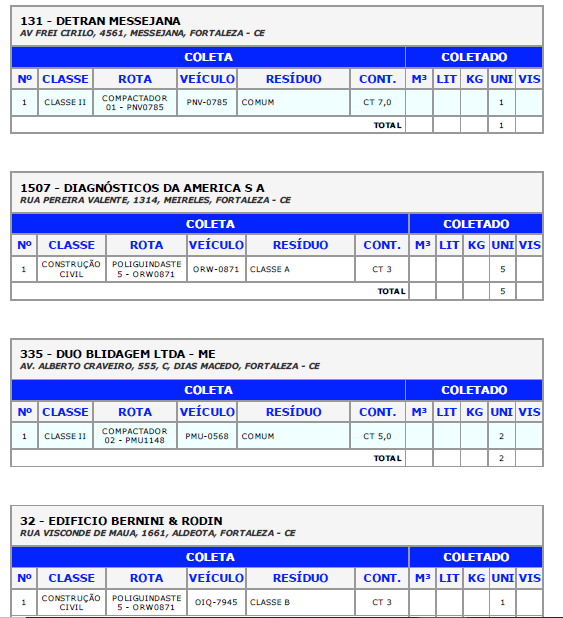 131 - DETRAN MESSEJANA
AV FREI CIRILO, 4561, MESSEJANA, FORTALEZA - CE
COLETA COLETADO
Nº CLASSE ROTA VEÍCULO RESÍDUO CONT. M³ LIT KG UNI VIS
1 CLASSE II COMPACTADOR 01 - PNV0785 PNV-0785 COMUM CT 7,0 1
TOTAL 1
1507 - DIAGNÓSTICOS DA AMERICA S A
RUA PEREIRA VALENTE, 1314, MEIRELES, FORTALEZA - CE
COLETA COLETADO
Nº CLASSE ROTA VEÍCULO RESÍDUO CONT. M³ LIT KG UNI VIS
1 CONSTRUÇÃO CIVIL POLIGUINDASTE 5 - ORW0871 ORW-0871 CLASSE A CT 3 5
TOTAL 5
335 - DUO BLIDAGEM LTDA - ME
AV. ALBERTO CRAVEIRO, 555, C, DIAS MACEDO, FORTALEZA - CE
COLETA COLETADO
Nº CLASSE ROTA VEÍCULO RESÍDUO CONT. M³ LIT KG UNI VIS
1 CLASSE II COMPACTADOR 02 - PMU1148 PMU-0568 COMUM CT 5,0 2
TOTAL 2
32 - EDIFICIO BERNINI & RODIN
RUA VISCONDE DE MAUA, 1661, ALDEOTA, FORTALEZA - CE
COLETA COLETADO
Nº CLASSE ROTA VEÍCULO RESÍDUO CONT. M³ LIT KG UNI VIS
1 CONSTRUÇÃO CIVIL POLIGUINDASTE 5 - ORW0871 OIQ-7945 CLASSE B CT 3 1